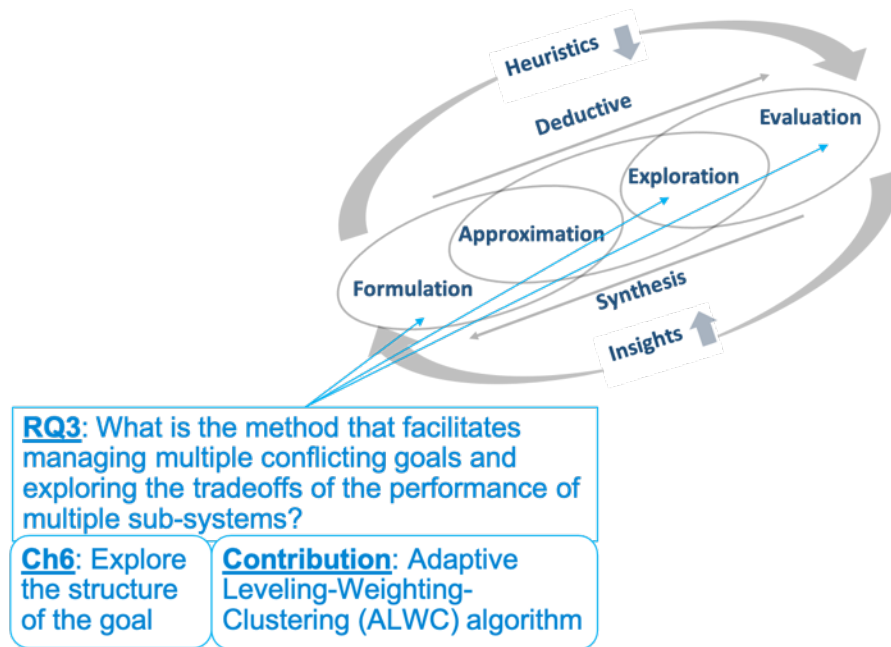 Heuristics
Deductive
Evaluation
Exploration
Approximation
Formulation
Synthesis
Insights
RQ3: What is the method that facilitates
managing multiple conflicting goals and
exploring the tradeoffs of the performance of
multiple sub-systems?
Ch6: Explore
the structure
of the goal
Contribution: Adaptive
Leveling-Weighting-
Clustering (ALWC) algorithm